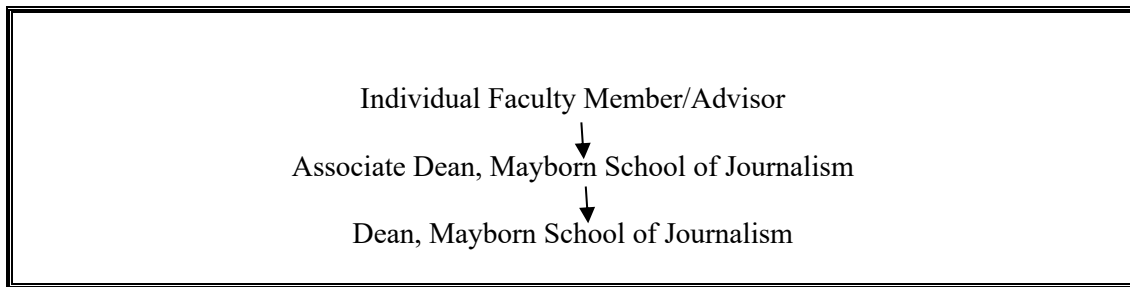 Individual Faculty Member/Advisor
Associate Dean, Mayborn School of Journalism
Dean, Mayborn School of Journalism